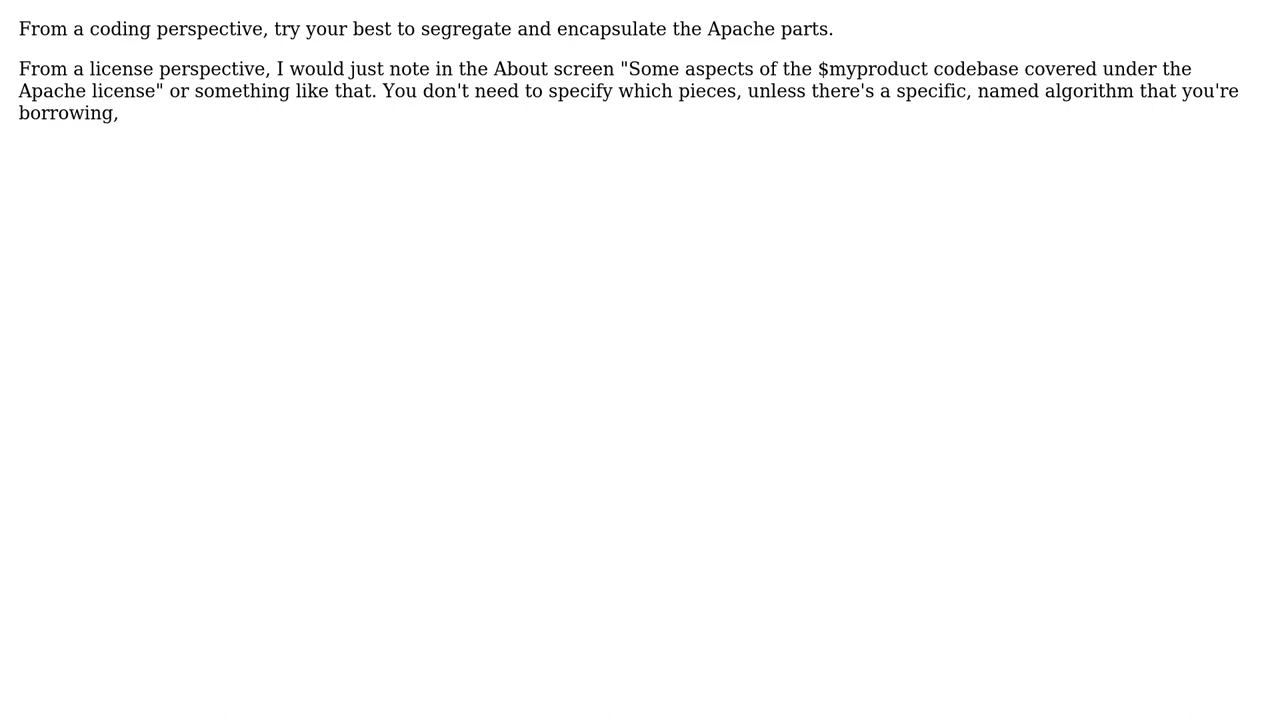 From a coding perspective, try your best to segregate and encapsulate the Apache parts.
From a license perspective, I would just note in the About screen "Some aspects of the $myproduct codebase covered under the
Apache license" or something like that. You don't need to specify which pieces, unless there's a specific, named algorithm that you're
borrowing,